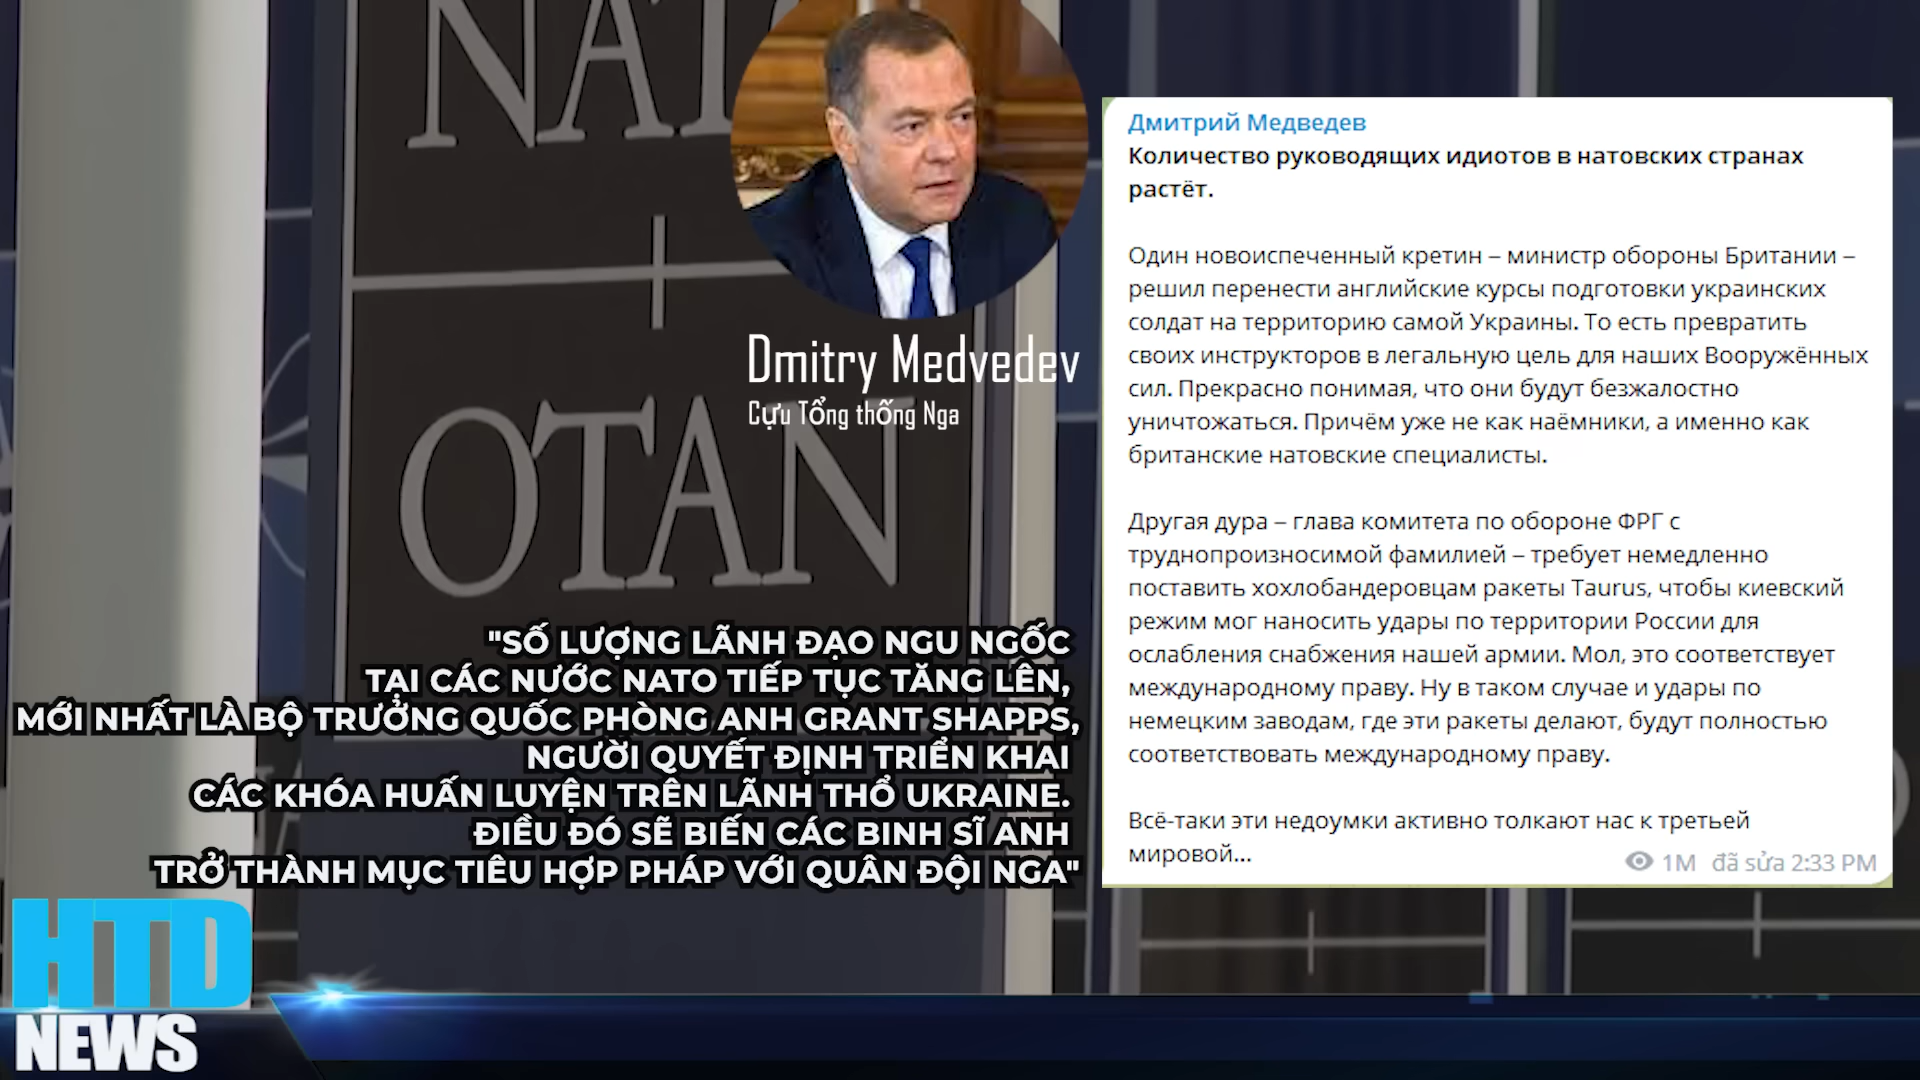 NATO
OTAN
Dmitry Medvedev
Cựu Tổng thống Nga
"SỐ LƯỢNG LÃNH ĐẠO NGU NGỐC
TẠI CÁC NƯỚC NATO TIẾP TỤC TĂNG LÊN,
MỚI NHẤT LÀ BỘ TRƯỞNG QUỐC PHÒNG ANH GRANT SHAPPS,
NGƯỜI QUYẾT ĐỊNH TRIỂN KHAI
CÁC KHÓA HUẤN LUYỆN TRÊN LÃNH THỔ UKRAINE.
ĐIỀU ĐÓ SẼ BIẾN CÁC BINH SĨ ANH
TRỞ THÀNH MỤC TIÊU HỢP PHÁP VỚI QUÂN ĐỘI NGA"
Дмитрий Медведев
Количество руководящих идиотов в натовских странах
растёт.
Один новоиспеченный кретин – министр обороны Британии –
решил перенести английские курсы подготовки украинских
солдат на территорию самой Украины. То есть превратить
своих инструкторов в легальную цель для наших Вооружённых
сил. Прекрасно понимая, что они будут безжалостно
уничтожаться. Причём уже не как наёмники, а именно как
британские натовские специалисты.
Другая дура – глава комитета по обороне ФРГ с
труднопроизносимой фамилией – требует немедленно
поставить хохлобандеровцам ракеты Taurus, чтобы киевский
режим мог наносить удары по территории России для
ослабления снабжения нашей армии. Мол, это соответствует
международному праву. Ну в таком случае и удары по
немецким заводам, где эти ракеты делают, будут полностью
соответствовать международному праву.
Всё-таки эти недоумки активно толкают нас к третьей
мировой...
1M đã sửa 2:33 PM
HTD
NEWS